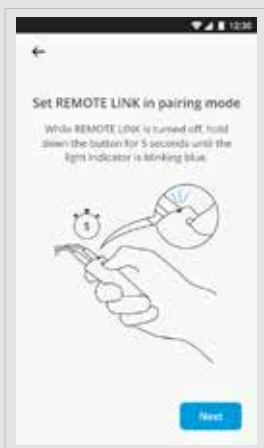 12:30
Set REMOTE LINK in pairing mode
While REMOTE LINK is turned off, hold
down the button for 5 seconds until the
light indicator is blinking blue.
5
Next